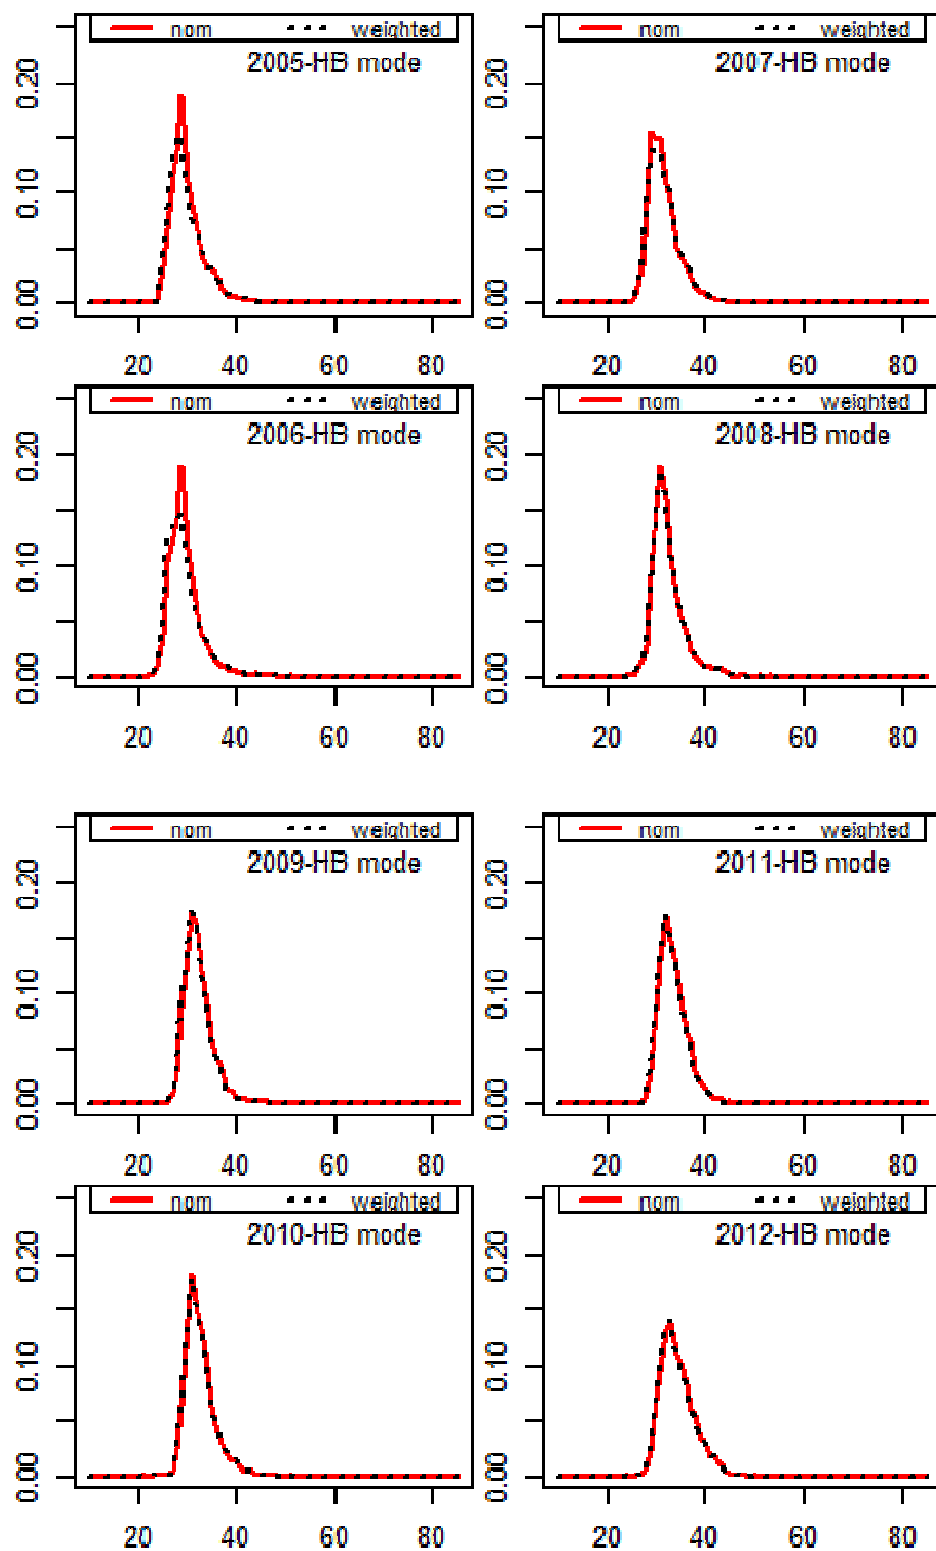 nom weighted
2005-HB mode
0.00 0.10 0.20
20 40 60 80
nom weighted
2007-HB mode
0.00 0.10 0.20
20 40 60 80
nom weighted
2006-HB mode
0.00 0.10 0.20
20 40 60 80
nom weighted
2008-HB mode
0.00 0.10 0.20
20 40 60 80
nom weighted
2009-HB mode
0.00 0.10 0.20
20 40 60 80
nom weighted
2011-HB mode
0.00 0.10 0.20
20 40 60 80
nom weighted
2010-HB mode
0.00 0.10 0.20
20 40 60 80
nom weighted
2012-HB mode
0.00 0.10 0.20
20 40 60 80